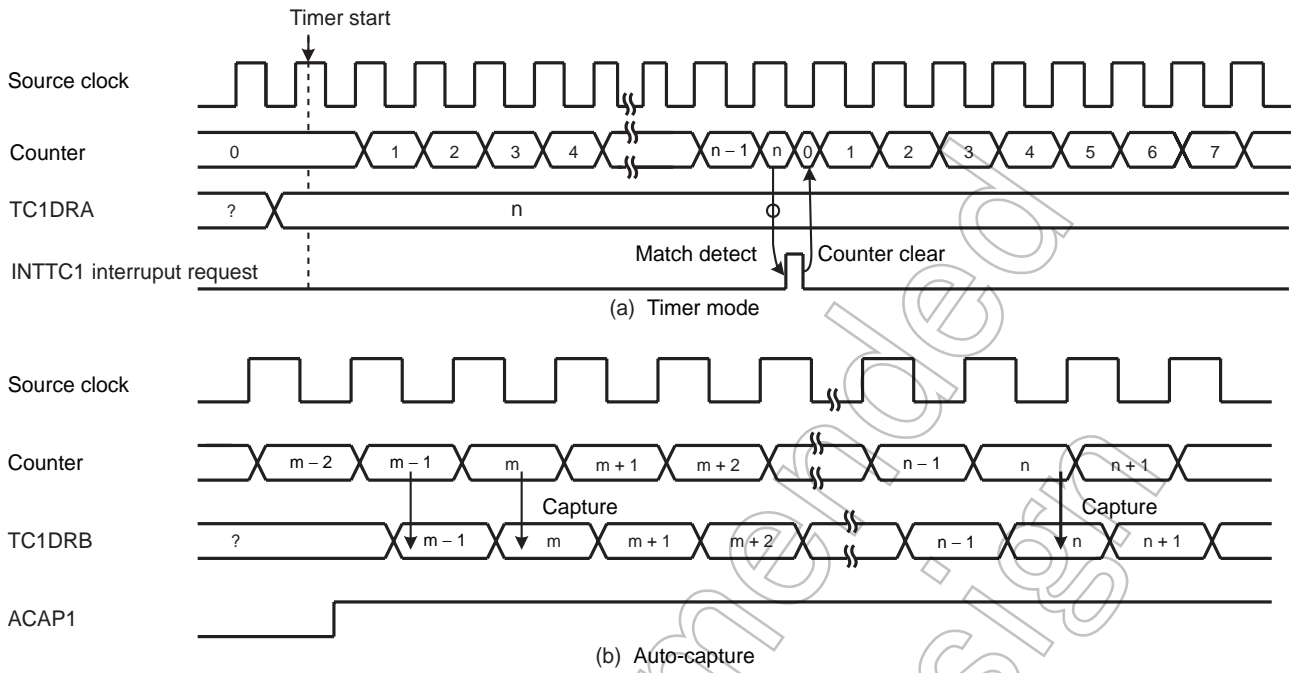 Timer start
Source clock
Counter 0 1 2 3 4 n – 1 n 0 1 2 3 4 5 6 7
TC1DRA ? n
Match detect Counter clear
INTTC1 interruput request
(a) Timer mode
Source clock
Counter m – 2 m – 1 m m + 1 m + 2 n – 1 n n + 1
Capture Capture
TC1DRB ? m – 1 m m + 1 m + 2 n – 1 n n + 1
ACAP1
(b) Auto-capture
mmended
sign